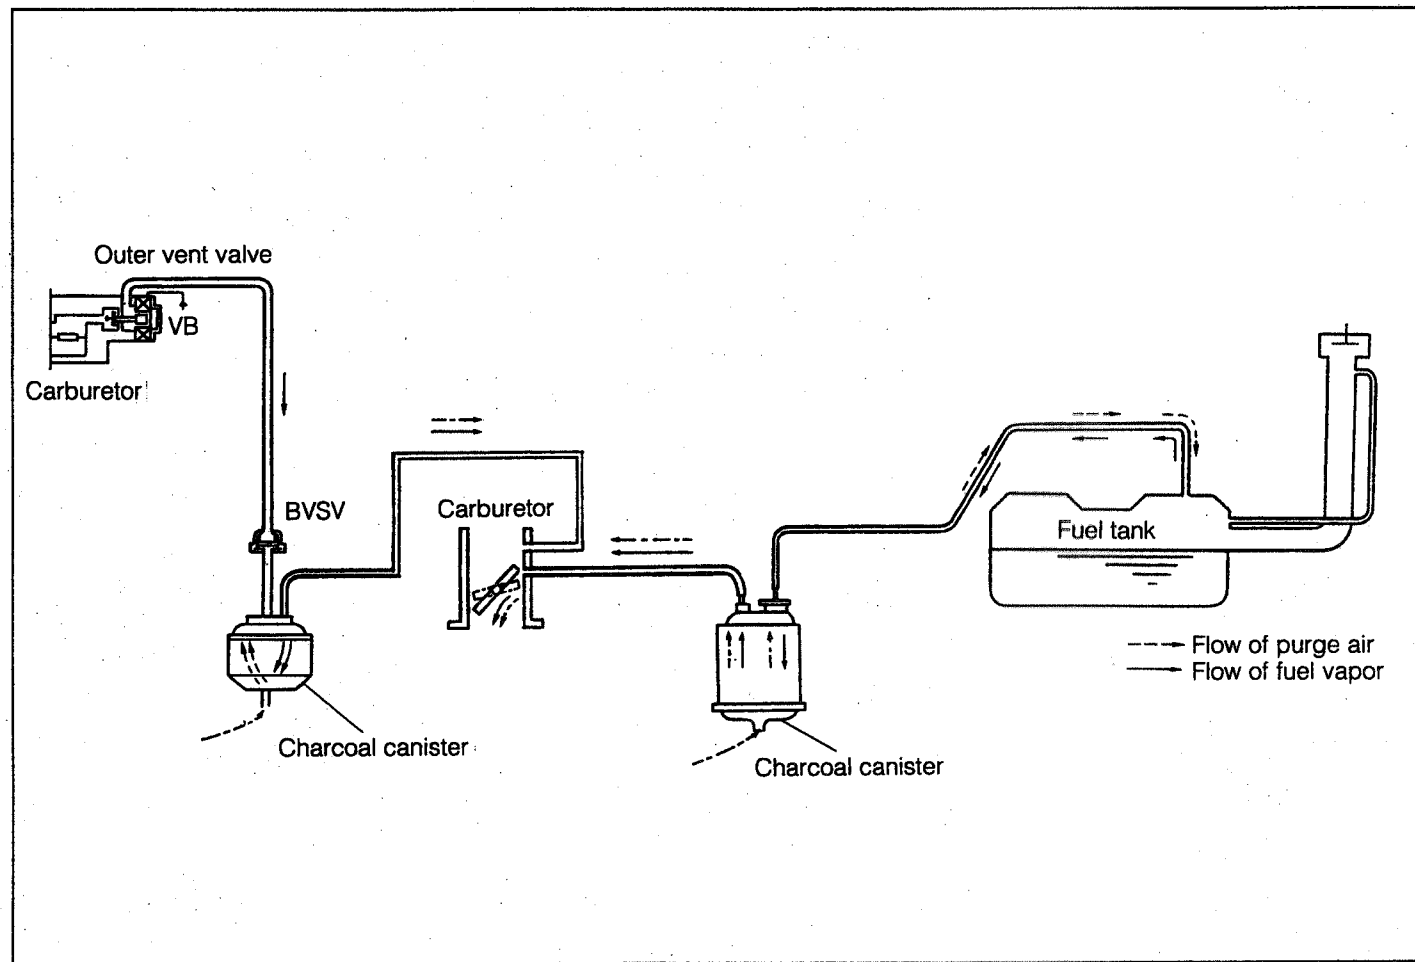 Outer vent valve
VB
Carburetor
BVSV
Carburetor
Fuel tank
Flow of purge air
Flow of fuel vapor
Charcoal canister
Charcoal canister